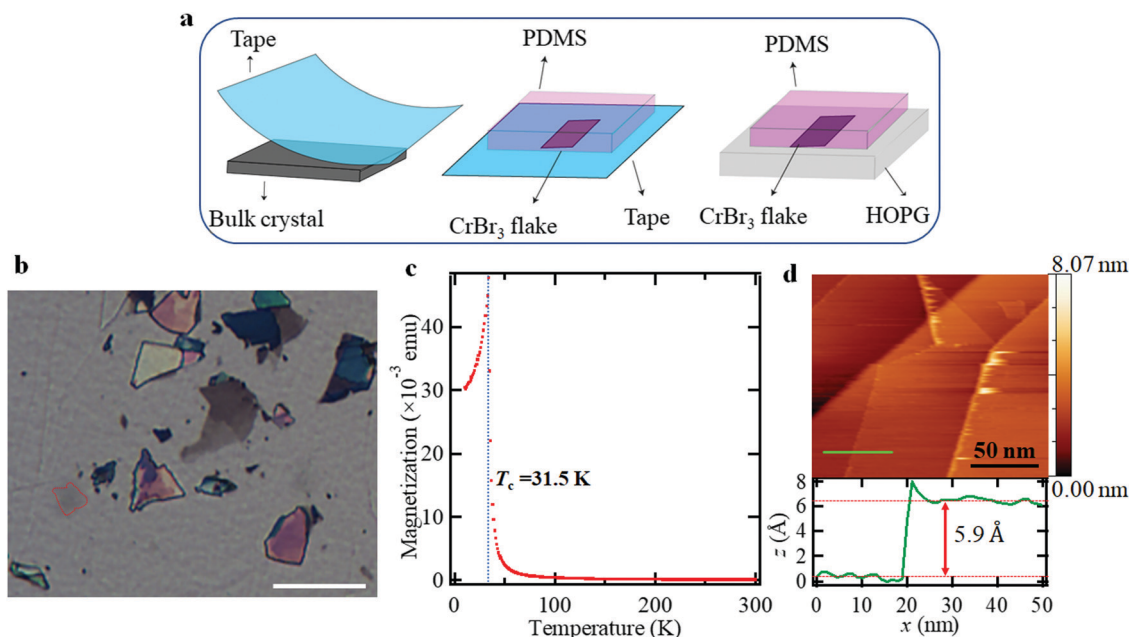 a
Tape
PDMS
PDMS
Bulk crystal
CrBr₃ flake
Tape
CrBr₃ flake
HOPG
b
c
Magnetization (×10⁻³ emu)
40
30
20
10
0
T_c =31.5 K
0
100
200
300
Temperature (K)
d
8.07 nm
50 nm
0.00 nm
z (Å)
8
6
4
2
0
5.9 Å
0
10
20
30
40
50
x (nm)